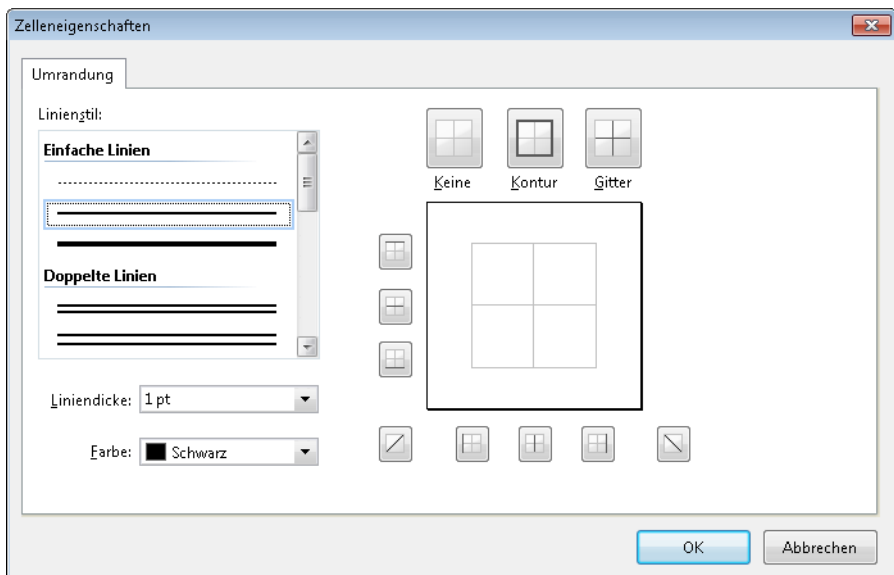 Zelleneigenschaften
Umrandung
Linienstil:
Einfache Linien
Doppelte Linien
Liniendicke: 1 pt
Farbe: Schwarz
Keine Kontur Gitter
OK Abbrechen